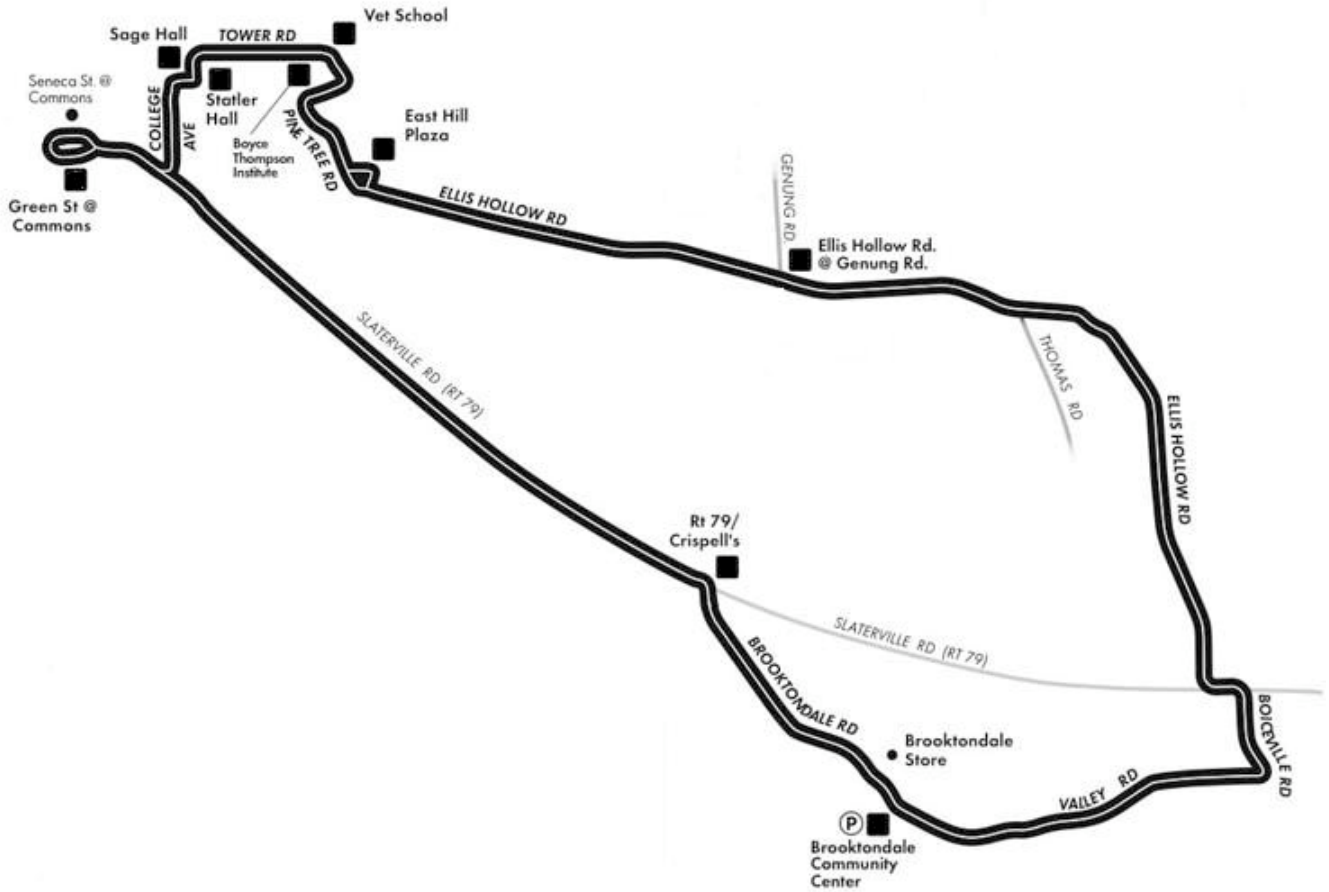 Vet School
Sage Hall
TOWER RD
Seneca St. @
Commons
COLLEGE
AVE
Statler
Hall
Boyce
Thompson
Institute
PINE TREE RD
East Hill
Plaza
Green St @
Commons
ELLIS HOLLOW RD
GENUNG RD.
Ellis Hollow Rd.
@ Genung Rd.
SLATERVILLE RD (RT 79)
THOMAS RD
ELLIS HOLLOW RD
Rt 79/
Crispell's
SLATERVILLE RD (RT 79)
BROOKTONDALE RD
BOICEVILLE RD
Brooktondale
Store
VALLEY RD
P
Brooktondale
Community
Center